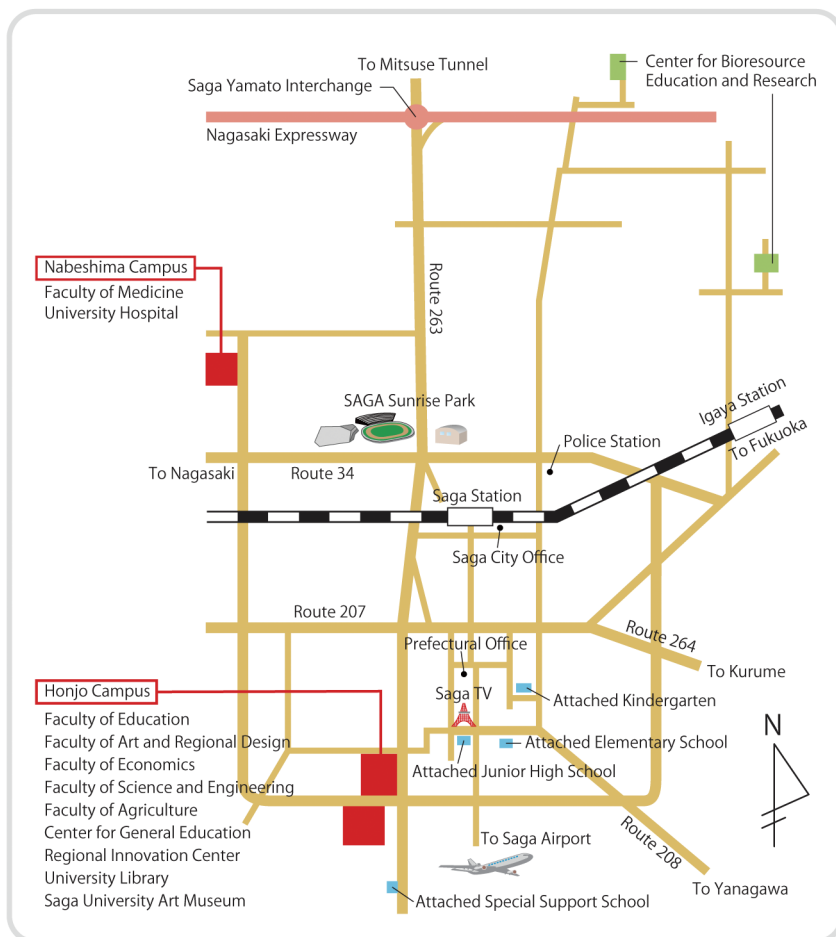 To Mitsuse Tunnel
Saga Yamato Interchange
Center for Bioresource
Education and Research
Nagasaki Expressway
Nabeshima Campus
Faculty of Medicine
University Hospital
Route 263
SAGA Sunrise Park
Igaya Station
To Fukuoka
Police Station
To Nagasaki
Route 34
Saga Station
Saga City Office
Route 207
Prefectural Office
Route 264
To Kurume
Honjo Campus
Saga TV
Attached Kindergarten
Faculty of Education
Faculty of Art and Regional Design
Faculty of Economics
Faculty of Science and Engineering
Faculty of Agriculture
Center for General Education
Regional Innovation Center
University Library
Saga University Art Museum
N
Attached Elementary School
Attached Junior High School
To Saga Airport
Route 208
To Yanagawa
Attached Special Support School